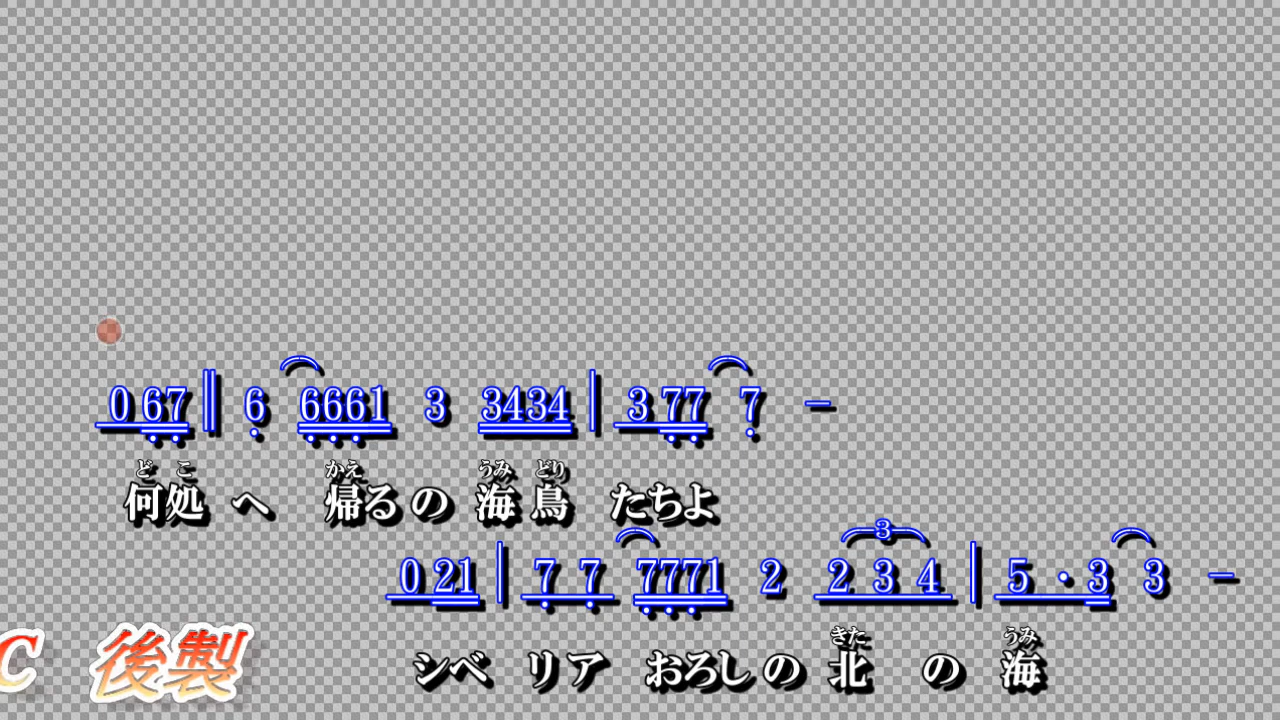 0 67 6 6661 3 3434 3 77 7 －
ど こ かえ うみ どり
何処 へ 帰るの 海鳥 たちよ
3
0 21 7 7 7771 2 2 3 4 5 · 3 3 －
きた うみ
シベ リア おろしの 北 の 海
C 後製